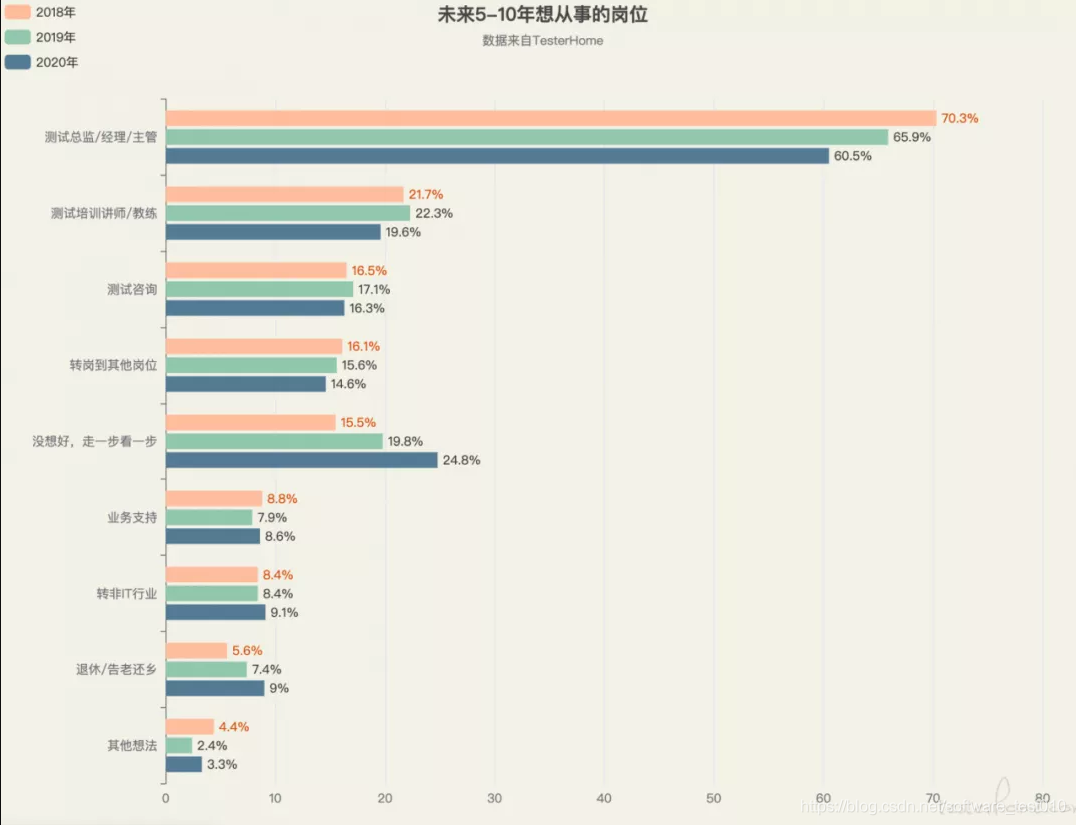 未来5-10年想从事的岗位
数据来自TesterHome
2018年
2019年
2020年
测试总监/经理/主管
70.3%
65.9%
60.5%
测试培训讲师/教练
21.7%
22.3%
19.6%
测试咨询
16.5%
17.1%
16.3%
转岗到其他岗位
16.1%
15.6%
14.6%
没想好，走一步看一步
15.5%
19.8%
24.8%
业务支持
8.8%
7.9%
8.6%
转非IT行业
8.4%
8.4%
9.1%
退休/告老还乡
5.6%
7.4%
9%
其他想法
4.4%
2.4%
3.3%
0 10 20 30 40 50 60 70 80